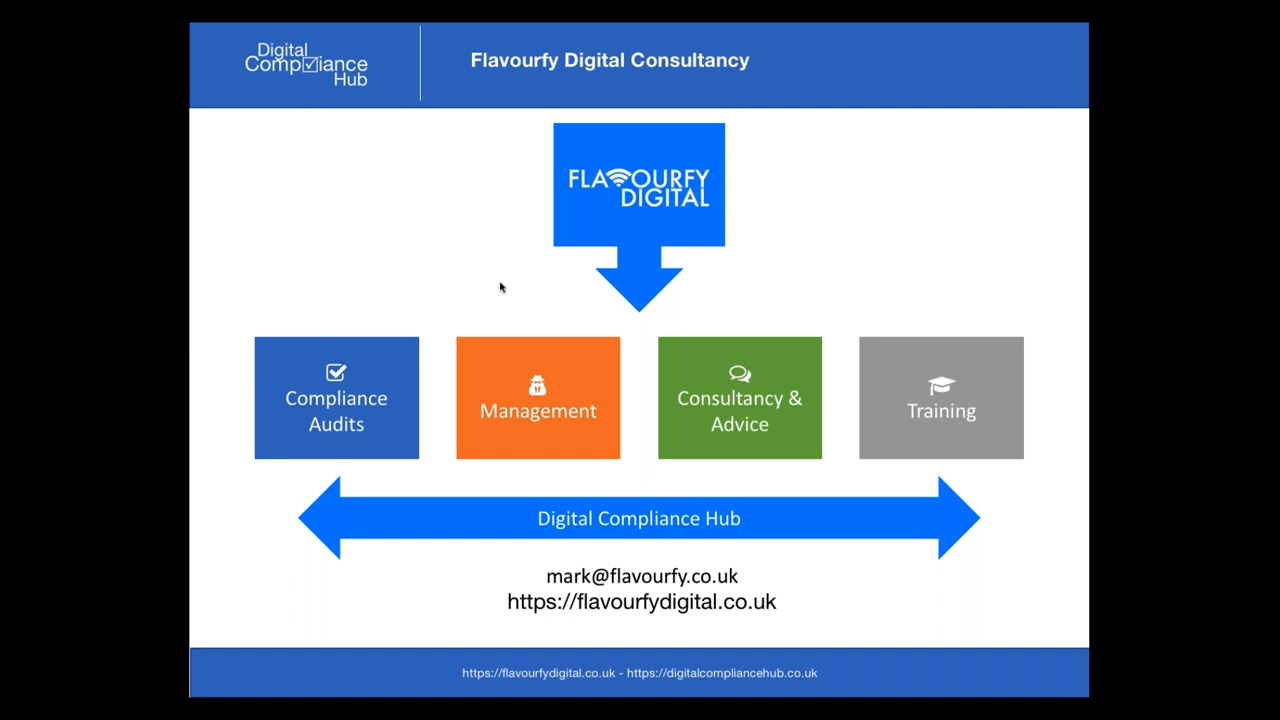 Digital
Compliance
Hub
Flavourfy Digital Consultancy
FLAVOURFY
DIGITAL
Compliance
Audits
Management
Consultancy &
Advice
Training
Digital Compliance Hub
mark@flavourfy.co.uk
https://flavourfydigital.co.uk
https://flavourfydigital.co.uk - https://digitalcompliancehub.co.uk